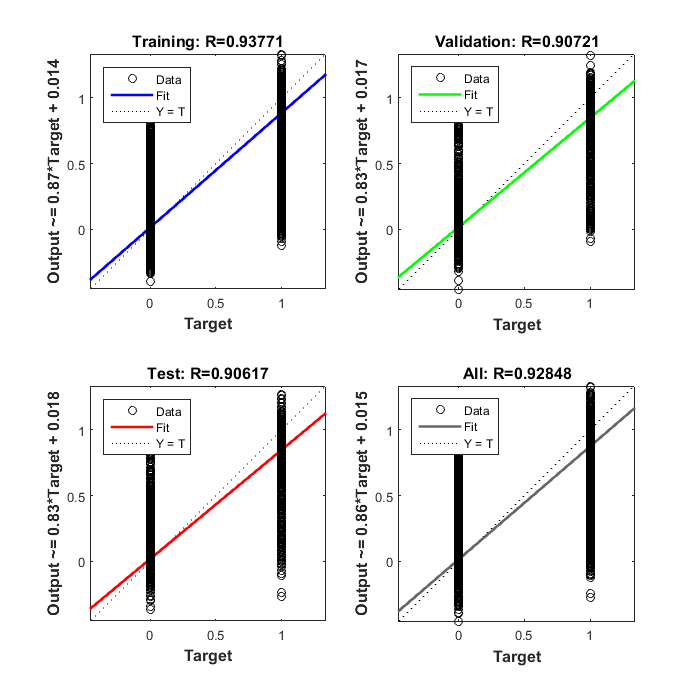 Training: R=0.93771
Output ~= 0.87*Target + 0.014
1
0.5
0
Data
Fit
Y = T
0 0.5 1
Target
Validation: R=0.90721
Output ~= 0.83*Target + 0.017
1
0.5
0
Data
Fit
Y = T
0 0.5 1
Target
Test: R=0.90617
Output ~= 0.83*Target + 0.018
1
0.5
0
Data
Fit
Y = T
0 0.5 1
Target
All: R=0.92848
Output ~= 0.86*Target + 0.015
1
0.5
0
Data
Fit
Y = T
0 0.5 1
Target